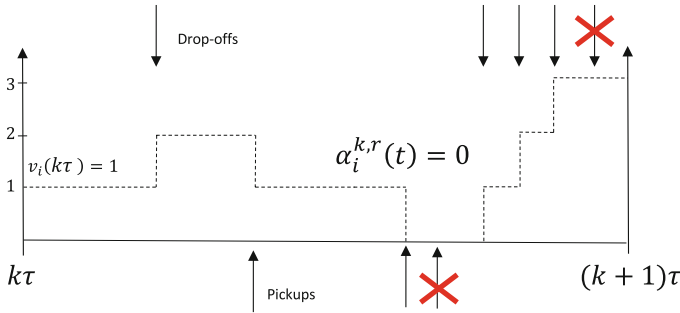 Drop-offs
3
2
v_i(kτ) = 1
α_i^{k,r}(t) = 0
1
kτ
(k + 1)τ
Pickups